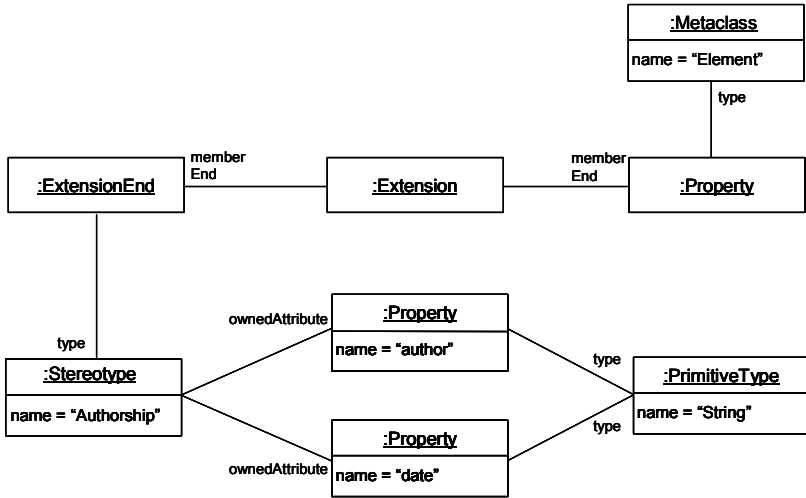 :Metaclass
name = “Element”
type
member
End
member
End
:ExtensionEnd
:Extension
:Property
ownedAttribute
:Property
name = “author”
type
type
:Stereotype
name = “Authorship”
:PrimitiveType
name = “String”
type
:Property
ownedAttribute
name = “date”